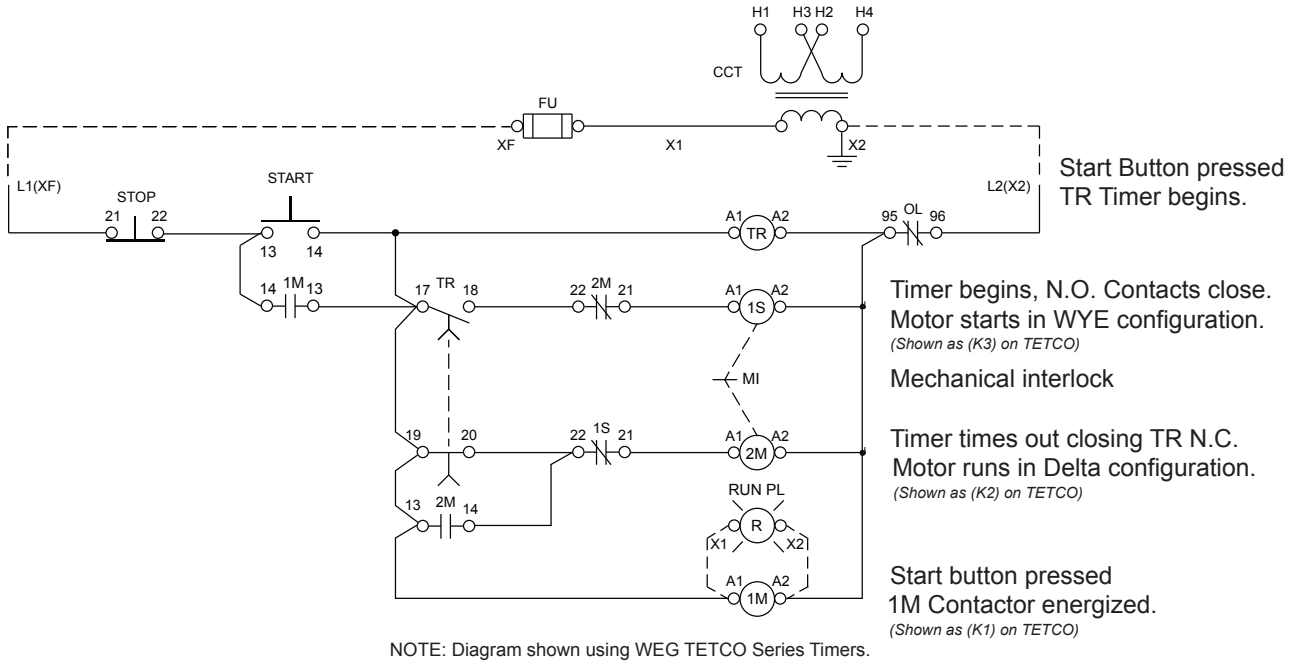 H1 H3 H2 H4
CCT
FU
XF X1 X2
L1(XF) L2(X2)
Start Button pressed
TR Timer begins.
STOP START
21 22 13 14 A1 TR A2 95 OL 96
14 1M 13 17 TR 18 22 2M 21 A1 1S A2
Timer begins, N.O. Contacts close.
Motor starts in WYE configuration.
(Shown as (K3) on TETCO)
MI
Mechanical interlock
19 20 22 1S 21 A1 2M A2
Timer times out closing TR N.C.
Motor runs in Delta configuration.
(Shown as (K2) on TETCO)
RUN PL
13 2M 14 X1 R X2
A1 1M A2
Start button pressed
1M Contactor energized.
(Shown as (K1) on TETCO)
NOTE: Diagram shown using WEG TETCO Series Timers.